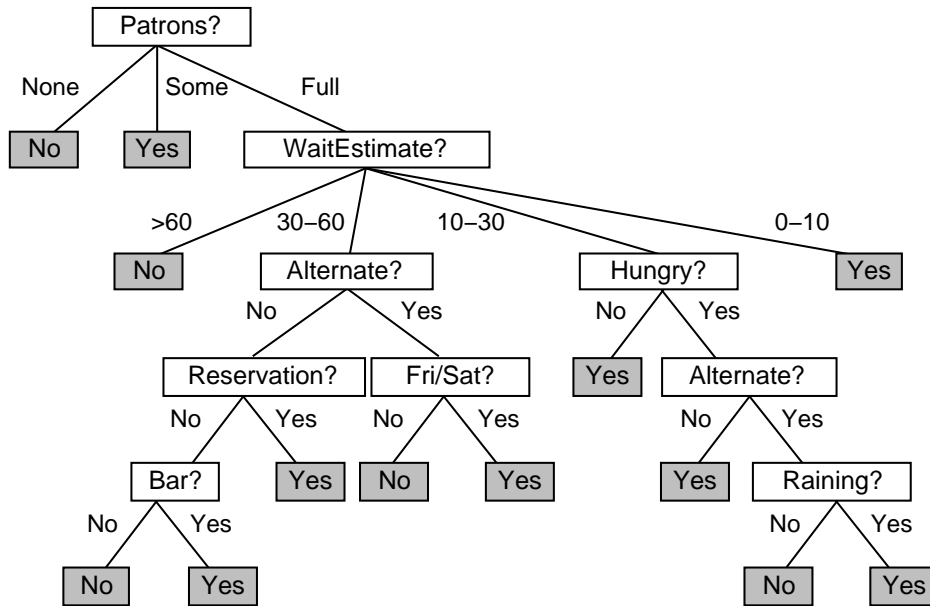 Patrons?
None Some Full
No Yes WaitEstimate?
>60 30–60 10–30 0–10
No Alternate? Hungry? Yes
No Yes No Yes
Reservation? Fri/Sat? Yes Alternate?
No Yes No Yes No Yes
Bar? Yes No Yes Yes Raining?
No Yes No Yes
No Yes No Yes